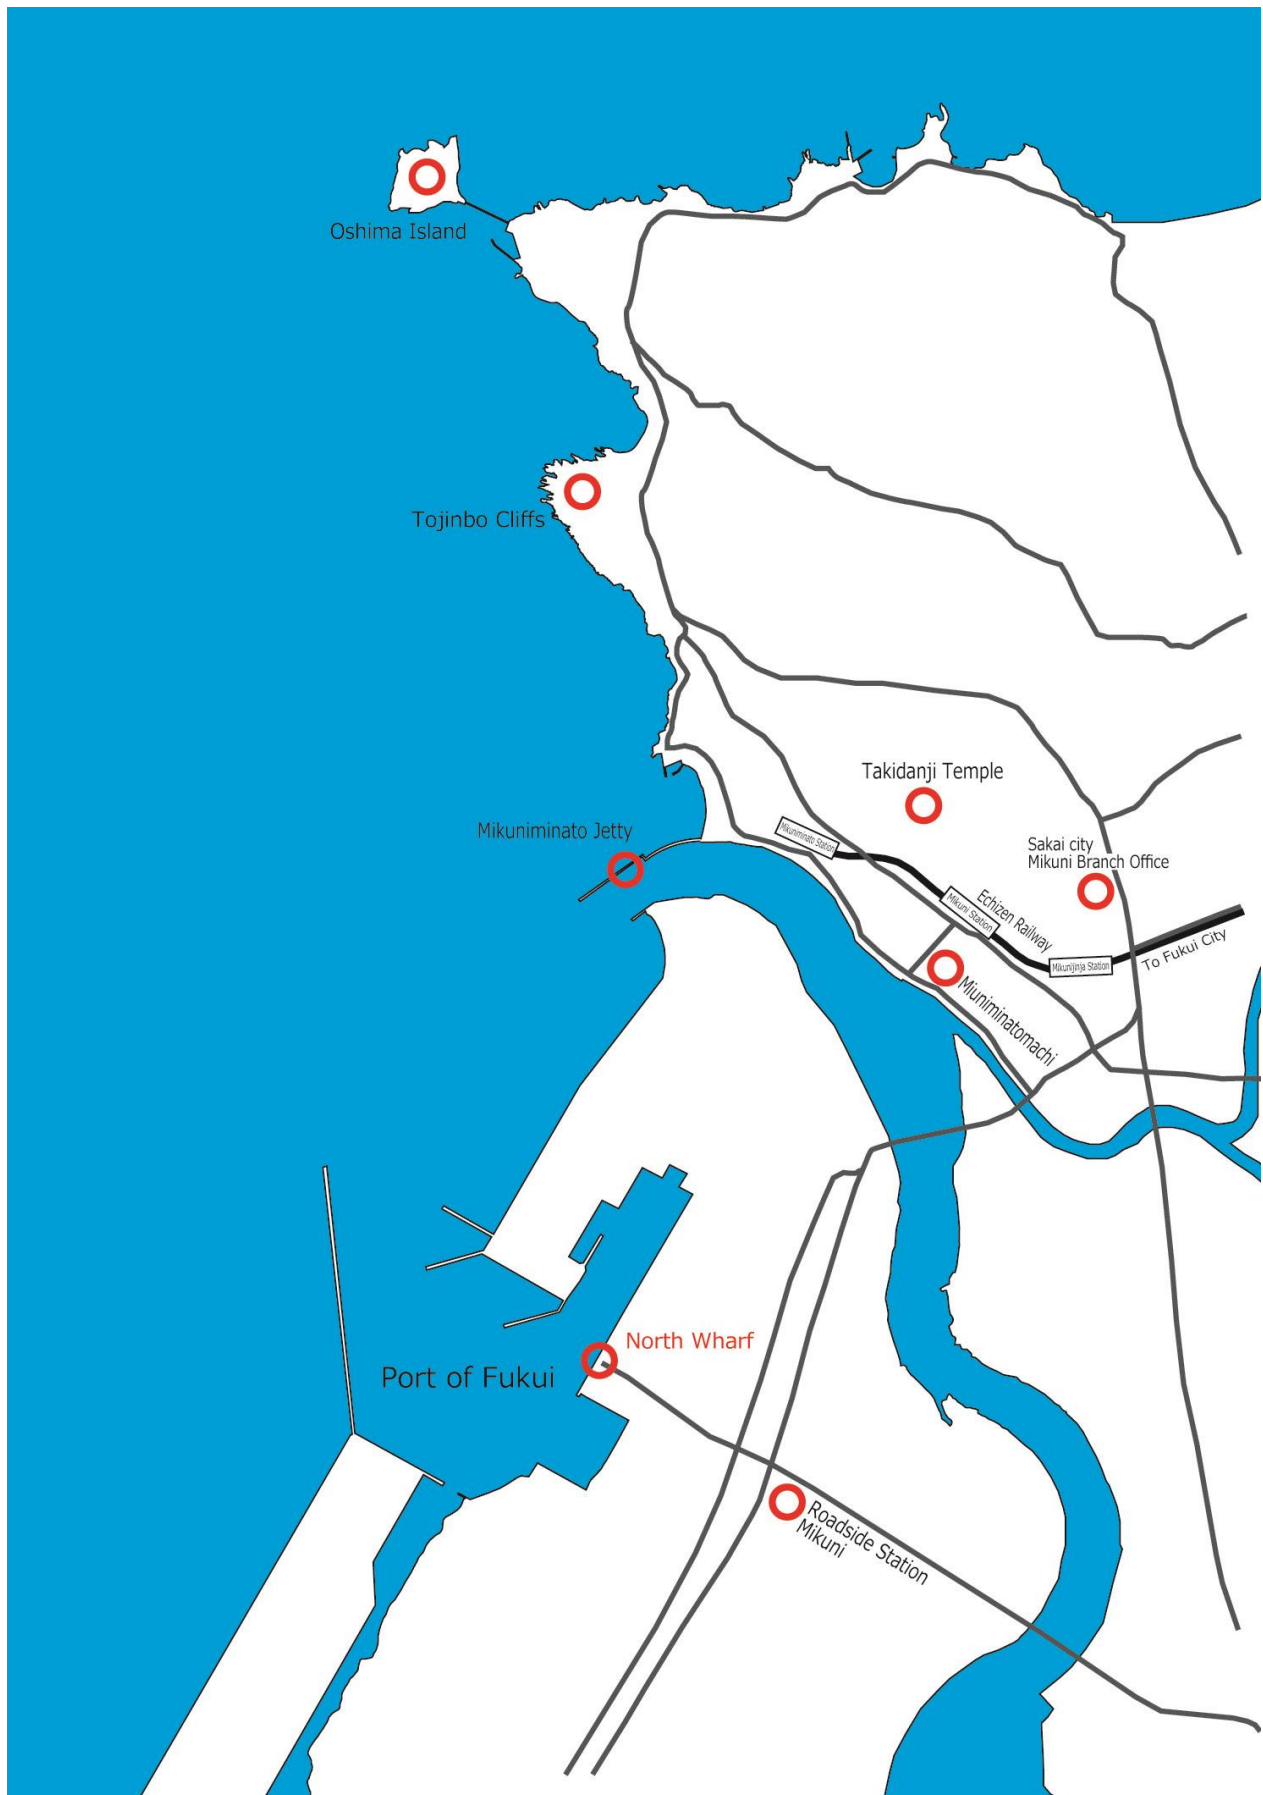 Oshima Island
Tojinbo Cliffs
Takidanji Temple
Mikuniminato Jetty
Mikuniminato Station
Sakai city
Mikuni Branch Office
Mikuni Station
Echizen Railway
Mikunijinja Station
To Fukui City
Miuniminatomachi
North Wharf
Port of Fukui
Roadside Station
Mikuni